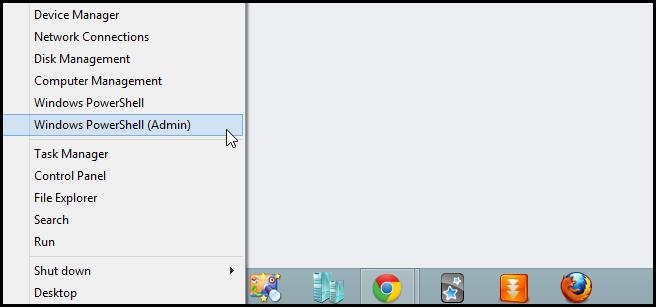 Device Manager
Network Connections
Disk Management
Computer Management
Windows PowerShell
Windows PowerShell (Admin)
Task Manager
Control Panel
File Explorer
Search
Run
Shut down
Desktop